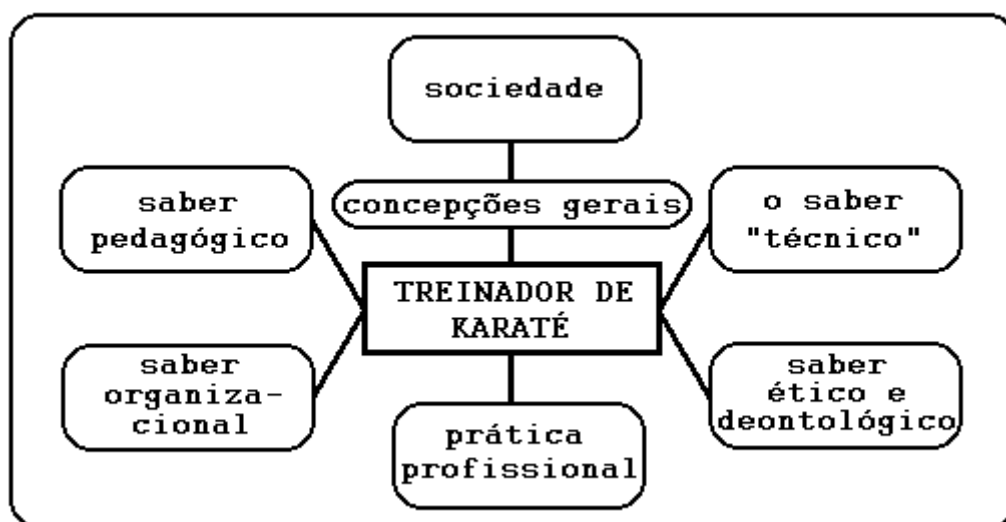 sociedade
concepções gerais
saber
pedagógico
o saber
"técnico"
TREINADOR DE
KARATÉ
saber
organiza-
cional
saber
ético e
deontológico
prática
profissional